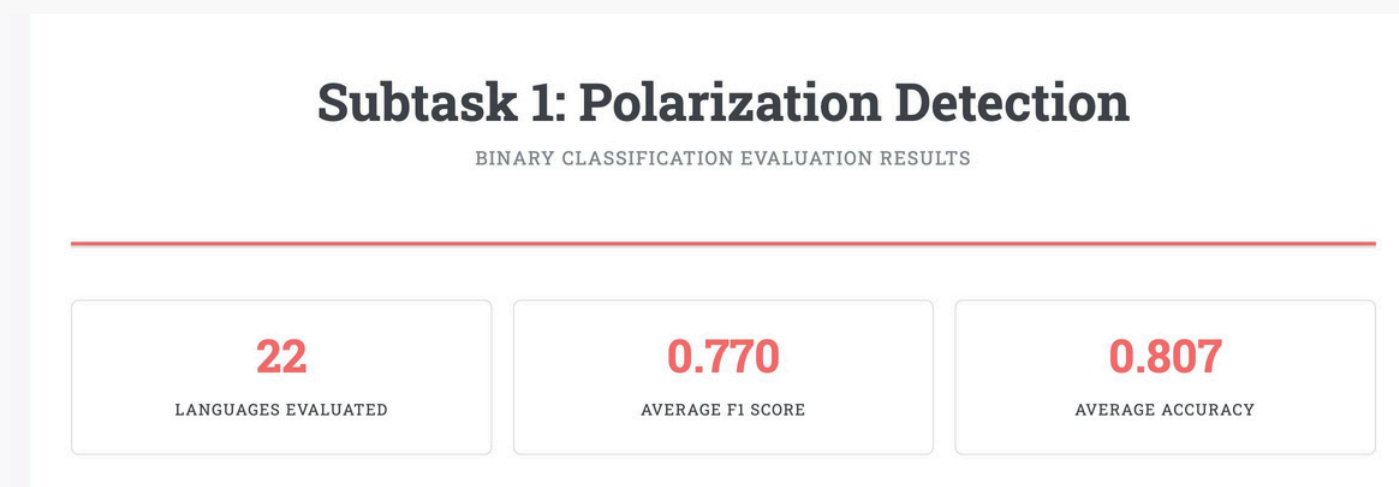 Subtask 1: Polarization Detection
BINARY CLASSIFICATION EVALUATION RESULTS
22
LANGUAGES EVALUATED
0.770
AVERAGE F1 SCORE
0.807
AVERAGE ACCURACY